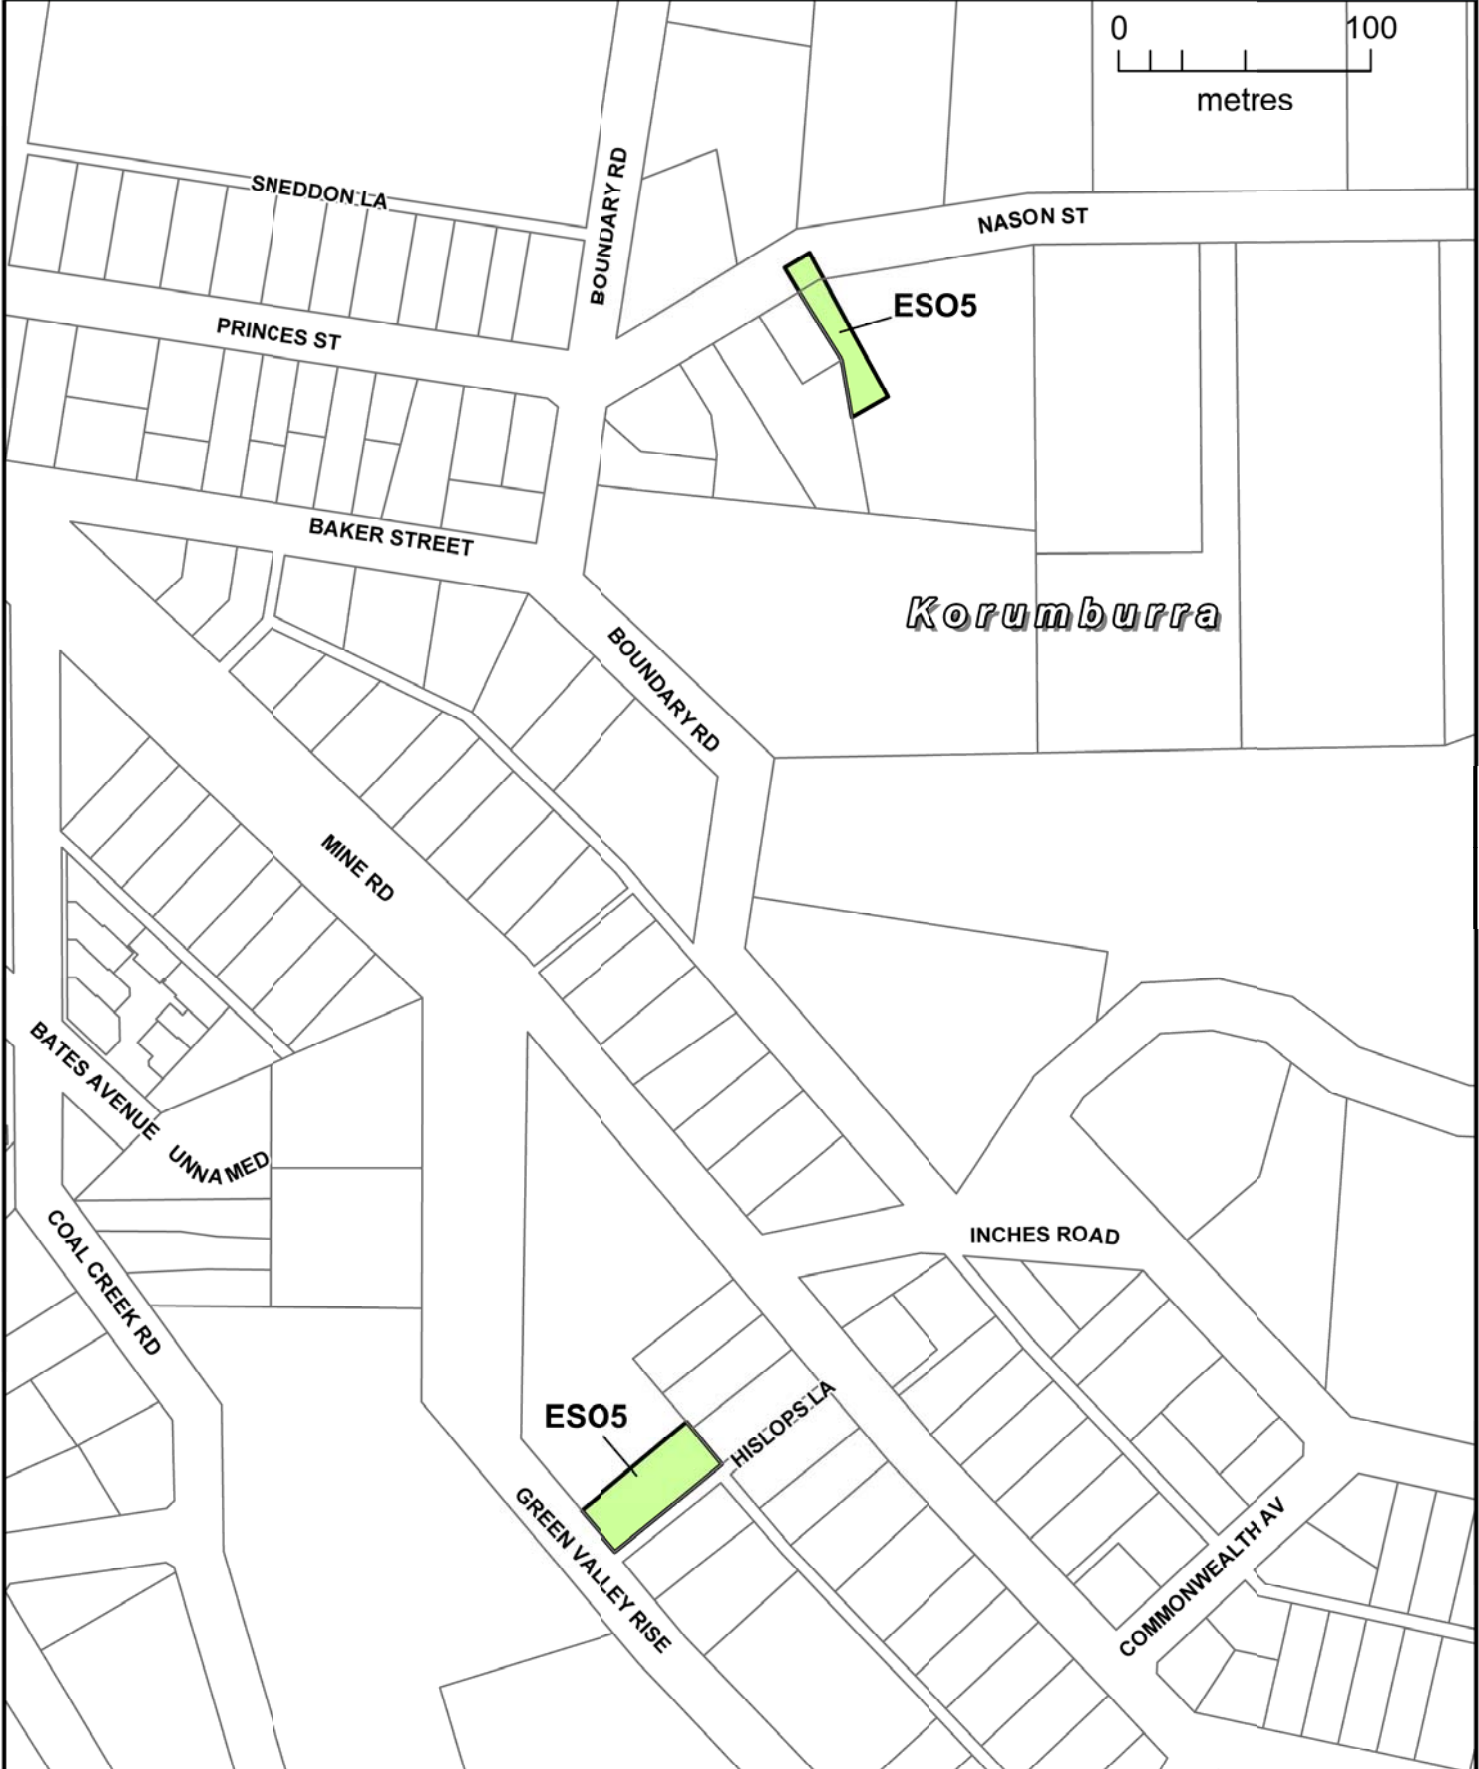 0 100
metres
SNEDDON LA
BOUNDARY RD
NASON ST
ESO5
PRINCES ST
BAKER STREET
Korumburra
BOUNDARY RD
MINE RD
BATES AVENUE
UNNAMED
COAL CREEK RD
INCHES ROAD
HISLOPS LA
ESO5
GREEN VALLEY RISE
COMMONWEALTH AV